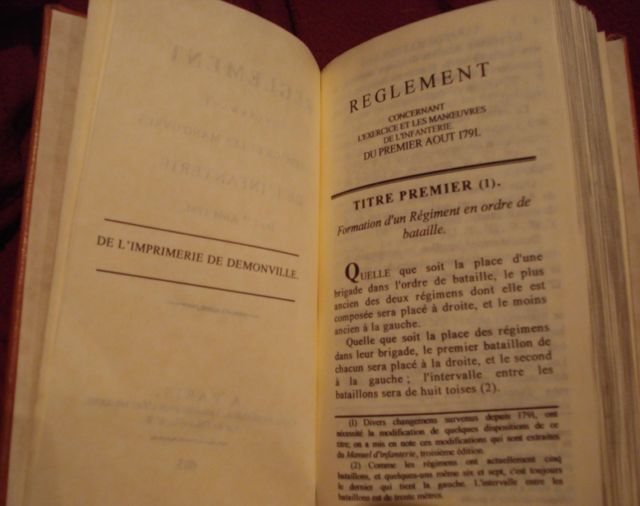 DE L'IMPRIMERIE DE DEMONVILLE.
REGLEMENT
CONCERNANT
L'EXERCICE ET LES MANŒUVRES
DE L'INFANTERIE.
DU PREMIER AOUT 1791.
TITRE PREMIER (1).
Formation d'un Régiment en ordre de
bataille.
QUELLE que soit la place d'une
brigade dans l'ordre de bataille, le plus
ancien des deux régimens dont elle est
composée sera placé à droite, et le moins
ancien à la gauche.
Quelle que soit la place des régimens
dans leur brigade, le premier bataillon de
chacun sera placé à la droite, et le second
à la gauche ; l'intervalle entre les
bataillons sera de huit toises (2).
(1) Divers changemens survenus depuis 1791, ont
nécessité la modification de quelques dispositions de ce
titre; on a mis en note ces modifications qui sont extraites
du Manuel d'infanterie, troisième édition.
(2) Comme les régimens ont actuellement cinq
bataillons, et quelques-uns même six et sept, c'est toujours
le dernier qui tient la gauche. L'intervalle entre les
bataillons est de trente mètres.